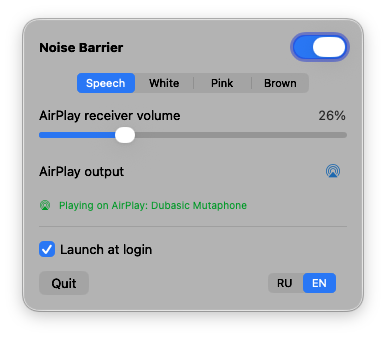 Noise Barrier
Speech White Pink Brown
AirPlay receiver volume 26%
AirPlay output
Playing on AirPlay: Dubasic Mutaphone
Launch at login
Quit RU EN